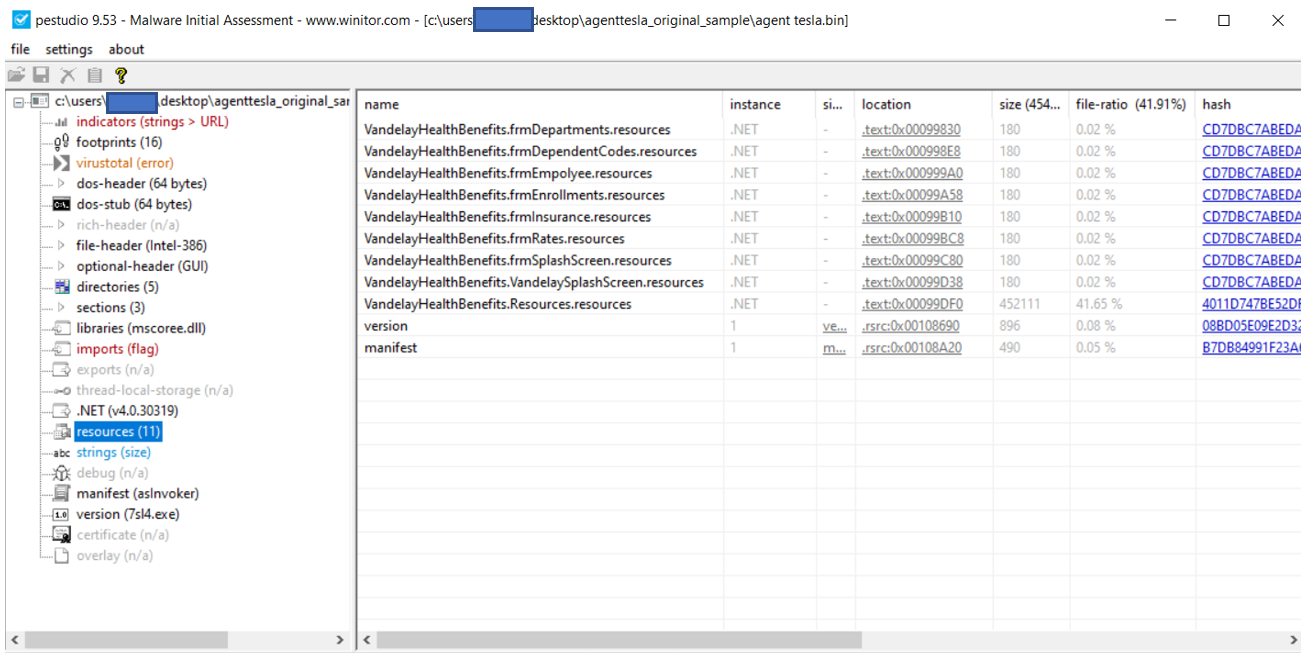 pestudio 9.53 - Malware Initial Assessment - www.winitor.com - [c:\users desktop\agenttesla_original_sample\agent tesla.bin]
file settings about
c:\users\ \desktop\agenttesla_original_sar
indicators (strings > URL)
footprints (16)
virustotal (error)
dos-header (64 bytes)
dos-stub (64 bytes)
rich-header (n/a)
file-header (Intel-386)
optional-header (GUI)
directories (5)
sections (3)
libraries (mscoree.dll)
imports (flag)
exports (n/a)
thread-local-storage (n/a)
.NET (v4.0.30319)
resources (11)
abc strings (size)
debug (n/a)
manifest (asInvoker)
1.0 version (7sl4.exe)
certificate (n/a)
overlay (n/a)
name instance si... location size (454... file-ratio (41.91%) hash
VandelayHealthBenefits.frmDepartments.resources .NET - .text:0x00099830 180 0.02 % CD7DBC7ABEDA
VandelayHealthBenefits.frmDependentCodes.resources .NET - .text:0x000998E8 180 0.02 % CD7DBC7ABEDA
VandelayHealthBenefits.frmEmpolyee.resources .NET - .text:0x000999A0 180 0.02 % CD7DBC7ABEDA
VandelayHealthBenefits.frmEnrollments.resources .NET - .text:0x00099A58 180 0.02 % CD7DBC7ABEDA
VandelayHealthBenefits.frmInsurance.resources .NET - .text:0x00099B10 180 0.02 % CD7DBC7ABEDA
VandelayHealthBenefits.frmRates.resources .NET - .text:0x00099BC8 180 0.02 % CD7DBC7ABEDA
VandelayHealthBenefits.frmSplashScreen.resources .NET - .text:0x00099C80 180 0.02 % CD7DBC7ABEDA
VandelayHealthBenefits.VandelaySplashScreen.resources .NET - .text:0x00099D38 180 0.02 % CD7DBC7ABEDA
VandelayHealthBenefits.Resources.resources .NET - .text:0x00099DF0 452111 41.65 % 4011D747BE52DF
version 1 ve... .rsrc:0x00108690 896 0.08 % 08BD05E09E2D32
manifest 1 m... .rsrc:0x00108A20 490 0.05 % B7DB84991F23A6